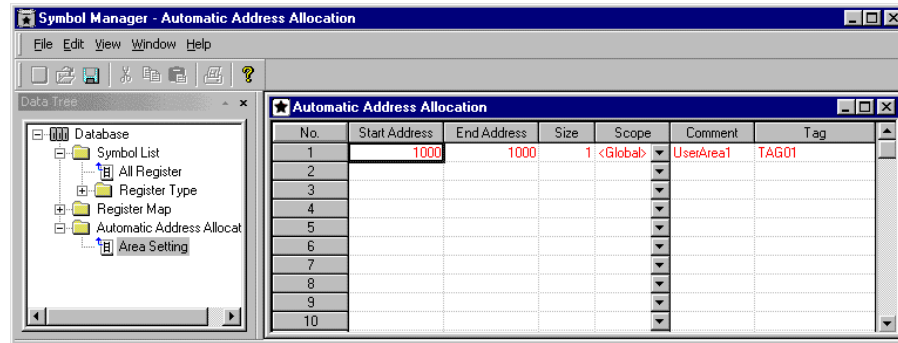 Symbol Manager - Automatic Address Allocation
File Edit View Window Help
Data Tree
Database
Symbol List
All Register
Register Type
Register Map
Automatic Address Allocat
Area Setting
Automatic Address Allocation
No. Start Address End Address Size Scope Comment Tag
1 1000 1000 1 <Global> UserArea1 TAG01
2
3
4
5
6
7
8
9
10